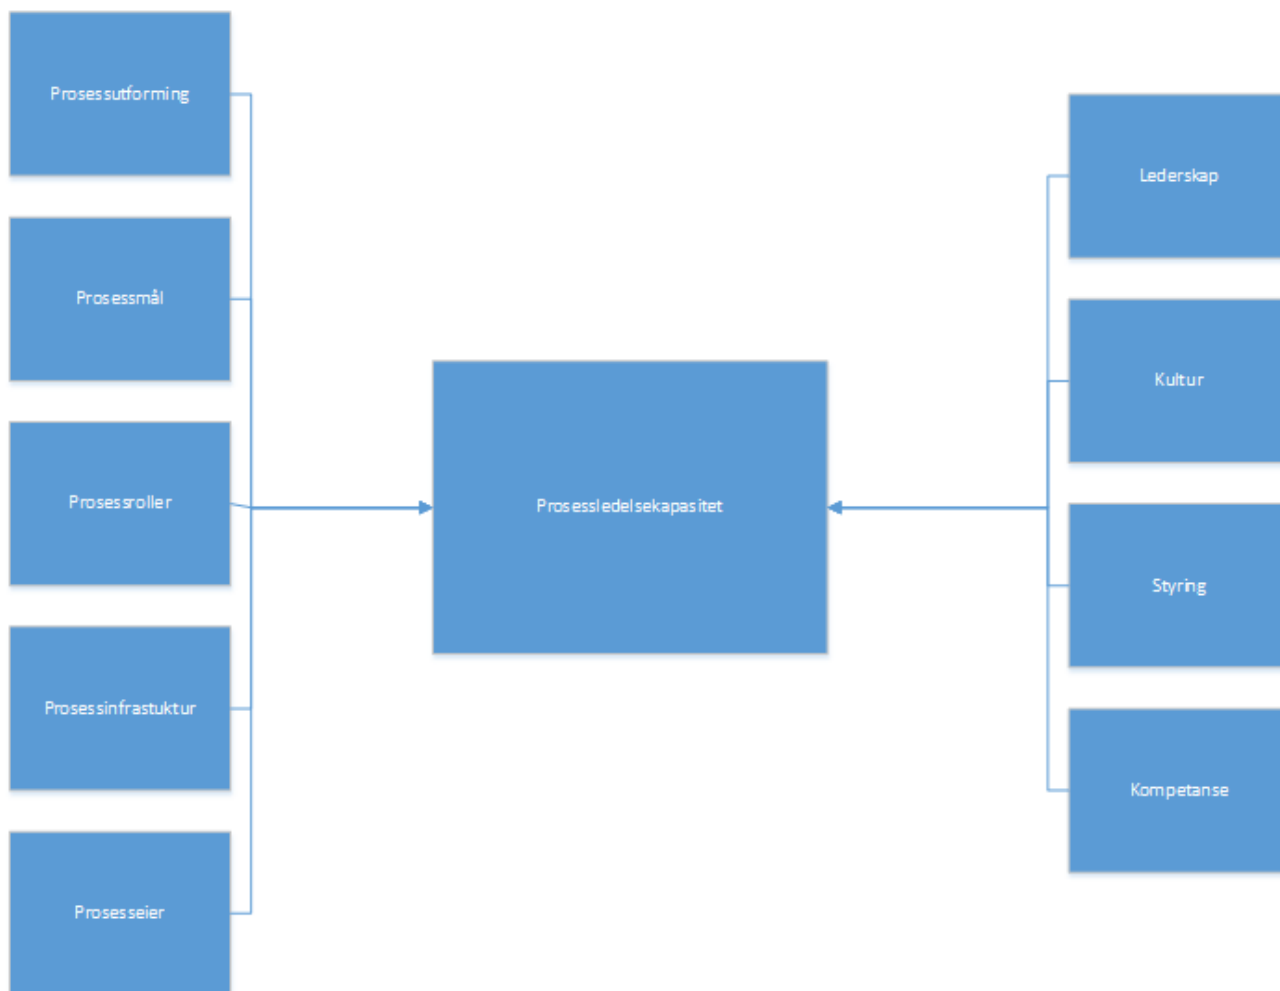 Prosessutforming
Prosessmål
Prosessroller
Prosessinfrastuktur
Prosesseier
Prosessledelsekapasitet
Lederskap
Kultur
Styring
Kompetanse